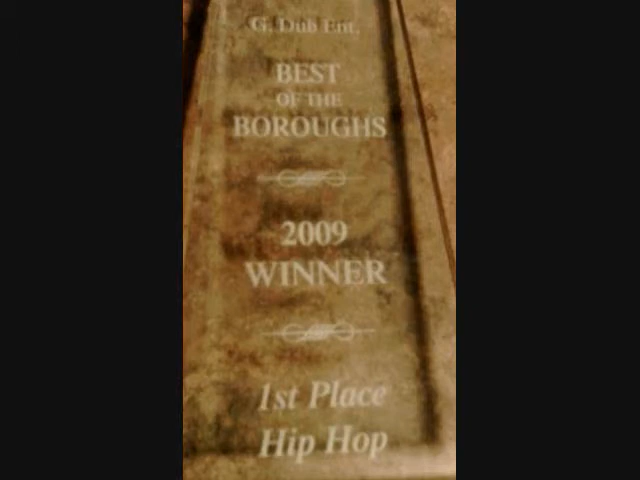 G. Dub Ent.
BEST
OF THE
BOROUGHS
2009
WINNER
1st Place
Hip Hop